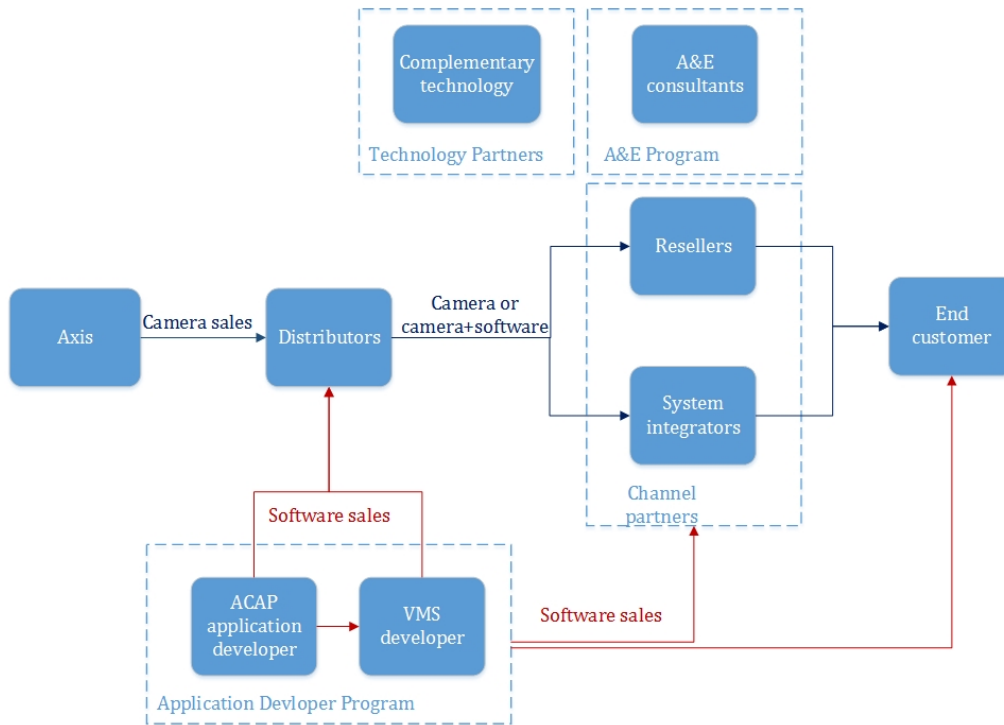 Complementary
technology
Technology Partners
A&E
consultants
A&E Program
Resellers
Axis
Camera sales
Distributors
Camera or
camera+software
End
customer
System
integrators
Channel
partners
Software sales
ACAP
application
developer
VMS
developer
Software sales
Application Devloper Program